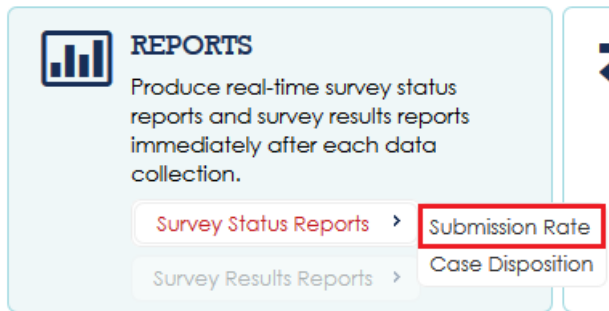 REPORTS
Produce real-time survey status
reports and survey results reports
immediately after each data
collection.
Survey Status Reports
Submission Rate
Case Disposition
Survey Results Reports